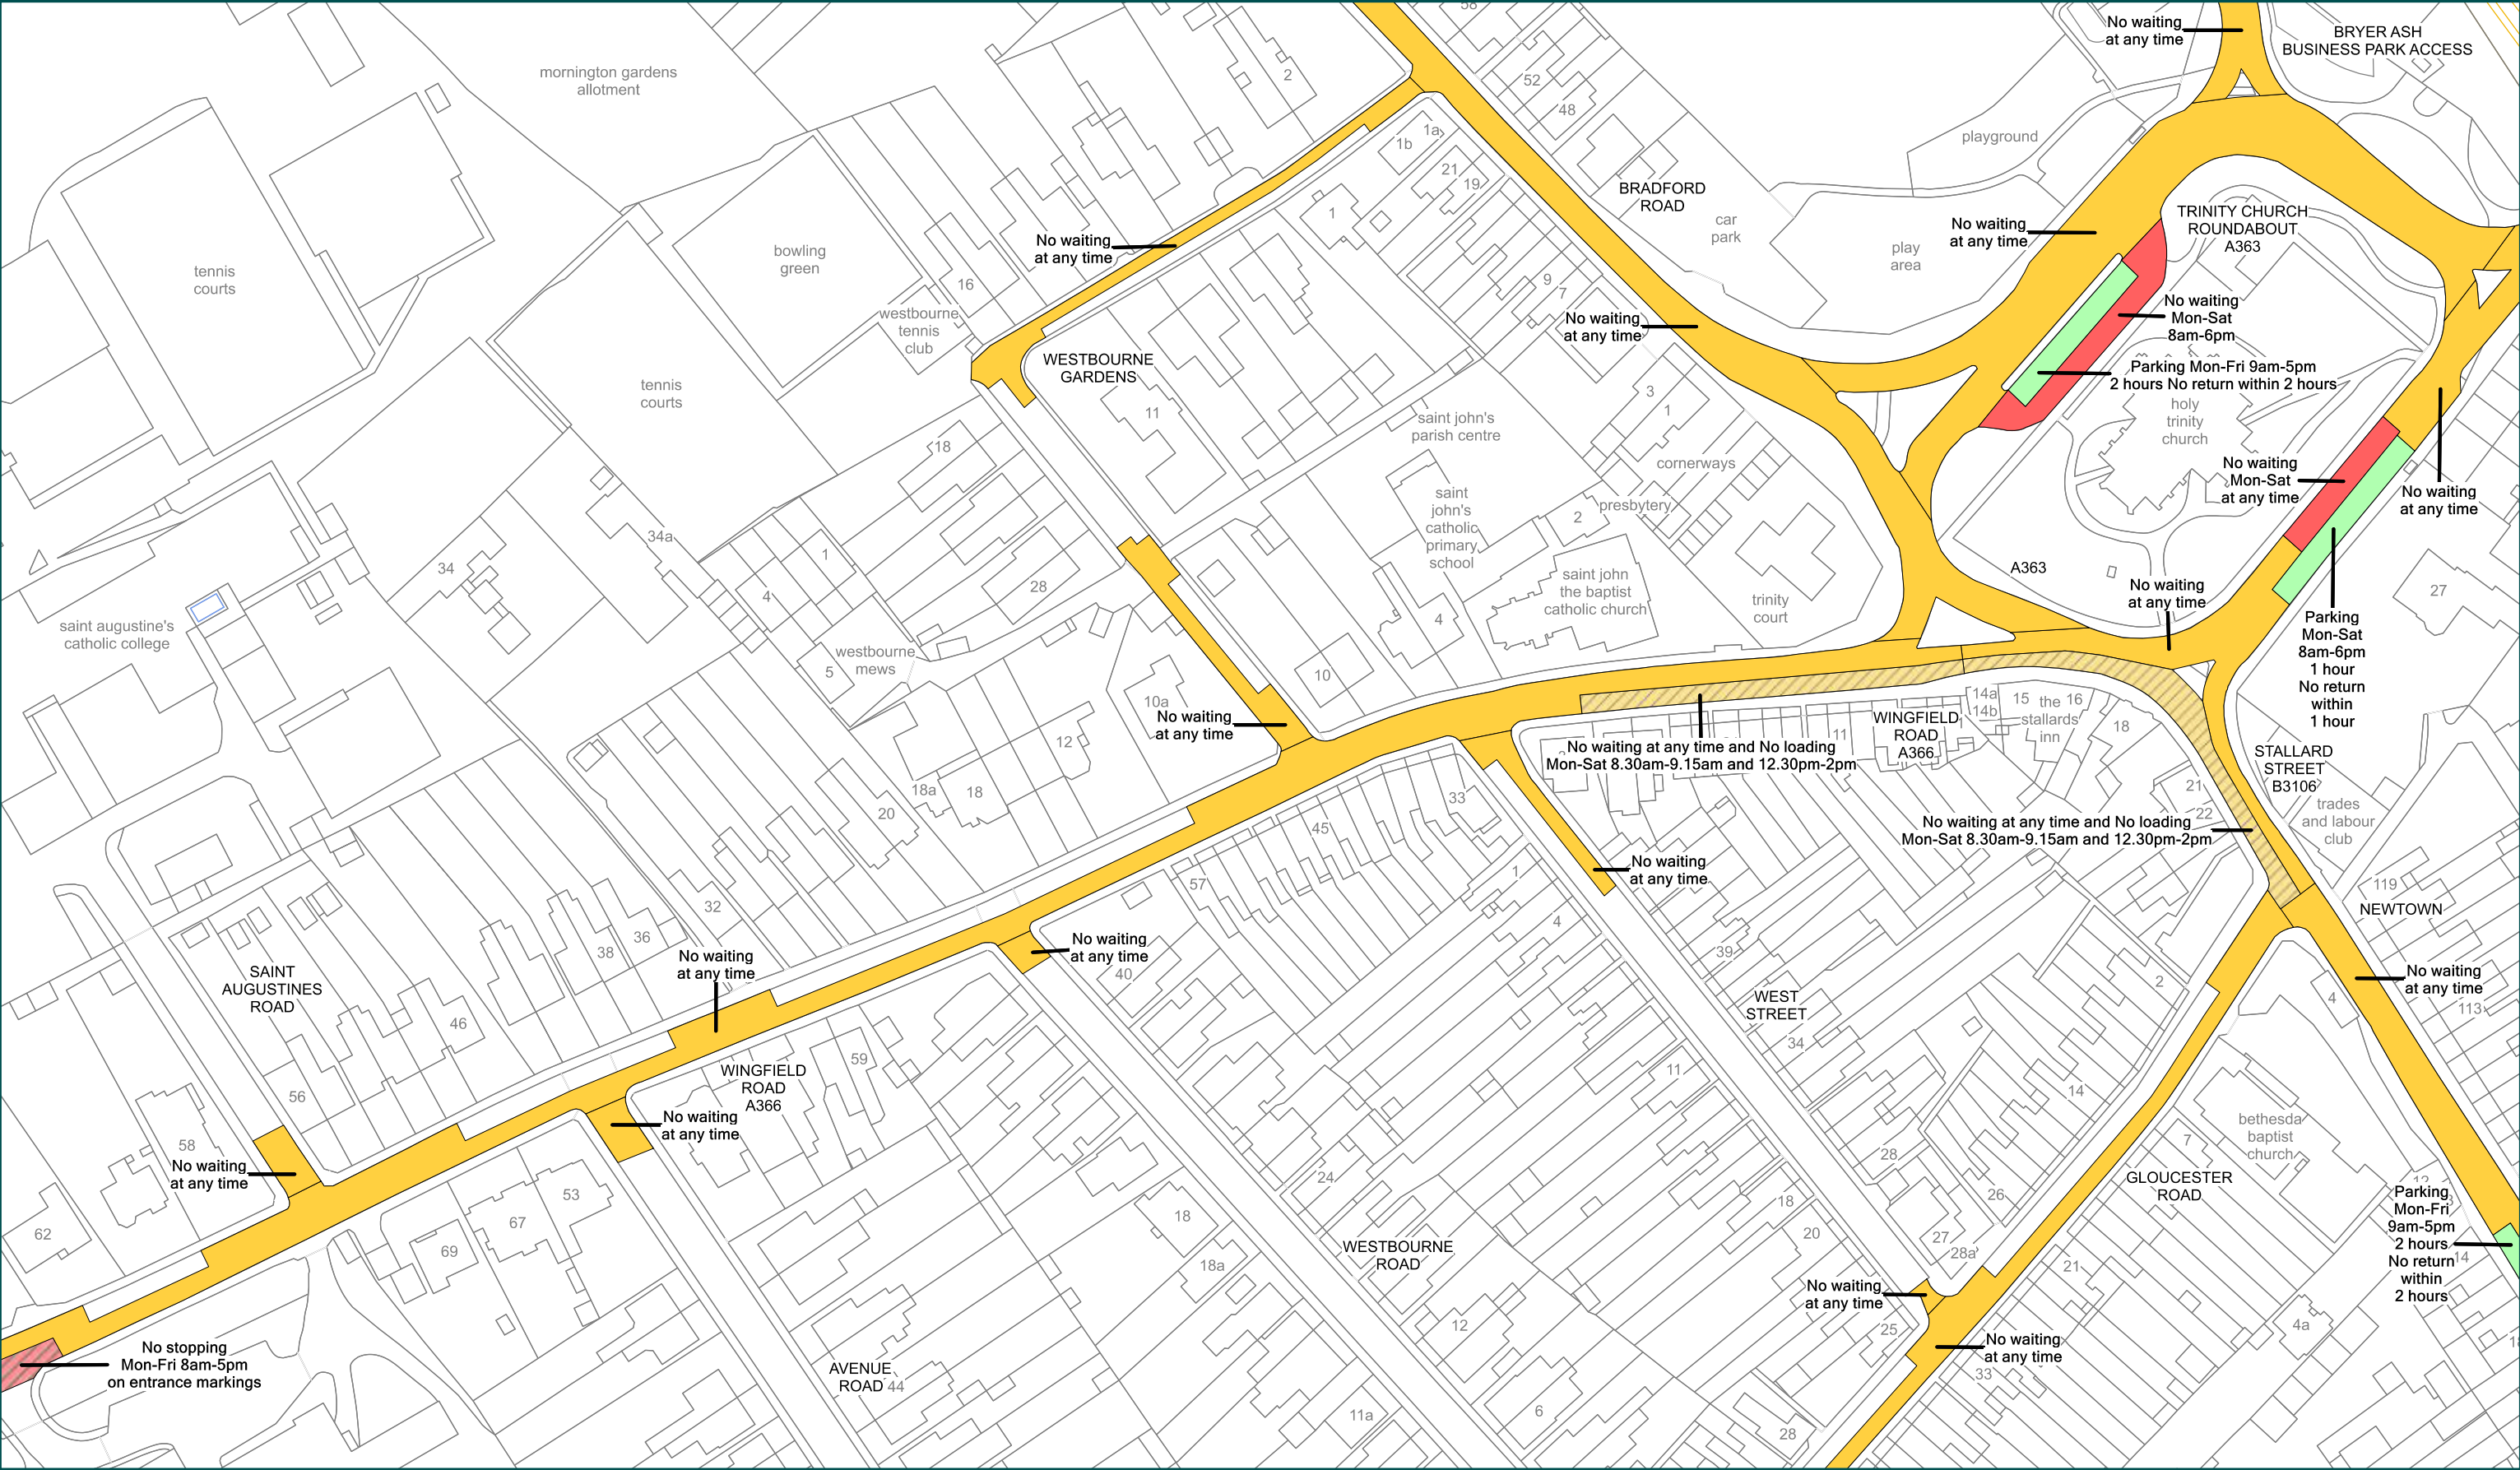 mornington gardens
allotment
58
52
48
2
No waiting
at any time
BRYER ASH
BUSINESS PARK ACCESS
playground
1a
1b
21
19
BRADFORD
ROAD
car
park
play
area
No waiting
at any time
TRINITY CHURCH
ROUNDABOUT
A363
tennis
courts
bowling
green
No waiting
at any time
1
16
westbourne
tennis
club
9
7
No waiting
at any time
No waiting
Mon-Sat
8am-6pm
Parking Mon-Fri 9am-5pm
2 hours No return within 2 hours
holy
trinity
church
tennis
courts
WESTBOURNE
GARDENS
11
3
1
saint john's
parish centre
18
cornerways
presbytery
2
saint
john's
catholic
primary
school
No waiting
Mon-Sat
at any time
No waiting
at any time
34a
34
1
4
28
saint john
the baptist
catholic church
4
trinity
court
A363
No waiting
at any time
27
saint augustine's
catholic college
westbourne
mews
5
10
10a
No waiting
at any time
12
Parking
Mon-Sat
8am-6pm
1 hour
No return
within
1 hour
14a
14b
15
the
stallards
inn
16
18
WINGFIELD
ROAD
A366
11
No waiting at any time and No loading
Mon-Sat 8.30am-9.15am and 12.30pm-2pm
STALLARD
STREET
B3106
21
22
trades
and labour
club
No waiting at any time and No loading
Mon-Sat 8.30am-9.15am and 12.30pm-2pm
18a
18
20
33
45
57
No waiting
at any time
1
4
119
NEWTOWN
32
36
38
No waiting
at any time
No waiting
at any time
40
39
WEST
STREET
2
4
No waiting
at any time
113
SAINT
AUGUSTINES
ROAD
46
56
58
No waiting
at any time
WINGFIELD
ROAD
A366
59
No waiting
at any time
34
11
14
28
26
7
bethesda
baptist
church
GLOUCESTER
ROAD
12
62
69
67
53
18
18a
24
WESTBOURNE
ROAD
18
20
27
28a
21
Parking
Mon-Fri
9am-5pm
2 hours
No return
within
2 hours
14
No waiting
at any time
25
No waiting
at any time
33
4a
No stopping
Mon-Fri 8am-5pm
on entrance markings
AVENUE
ROAD
44
12
11a
6
28